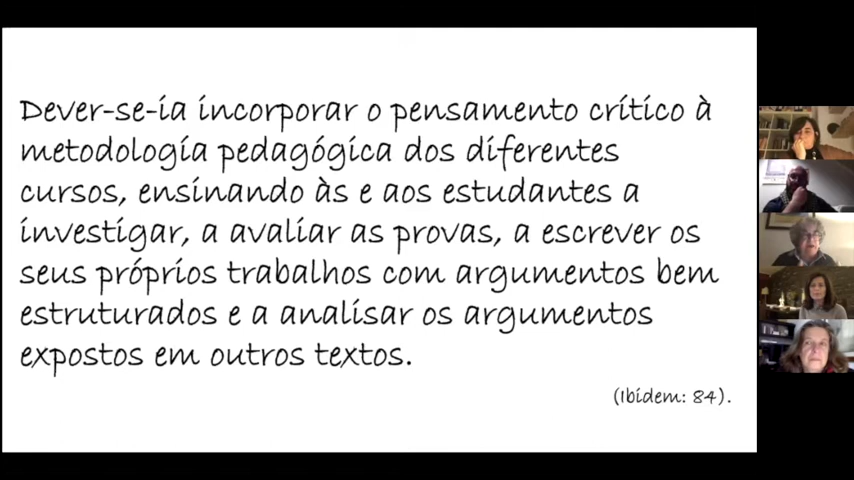 Dever-se-ia incorporar o pensamento crítico à
metodologia pedagógica dos diferentes
cursos, ensinando às e aos estudantes a
investigar, a avaliar as provas, a escrever os
seus próprios trabalhos com argumentos bem
estruturados e a analisar os argumentos
expostos em outros textos.
(Ibidem: 84).